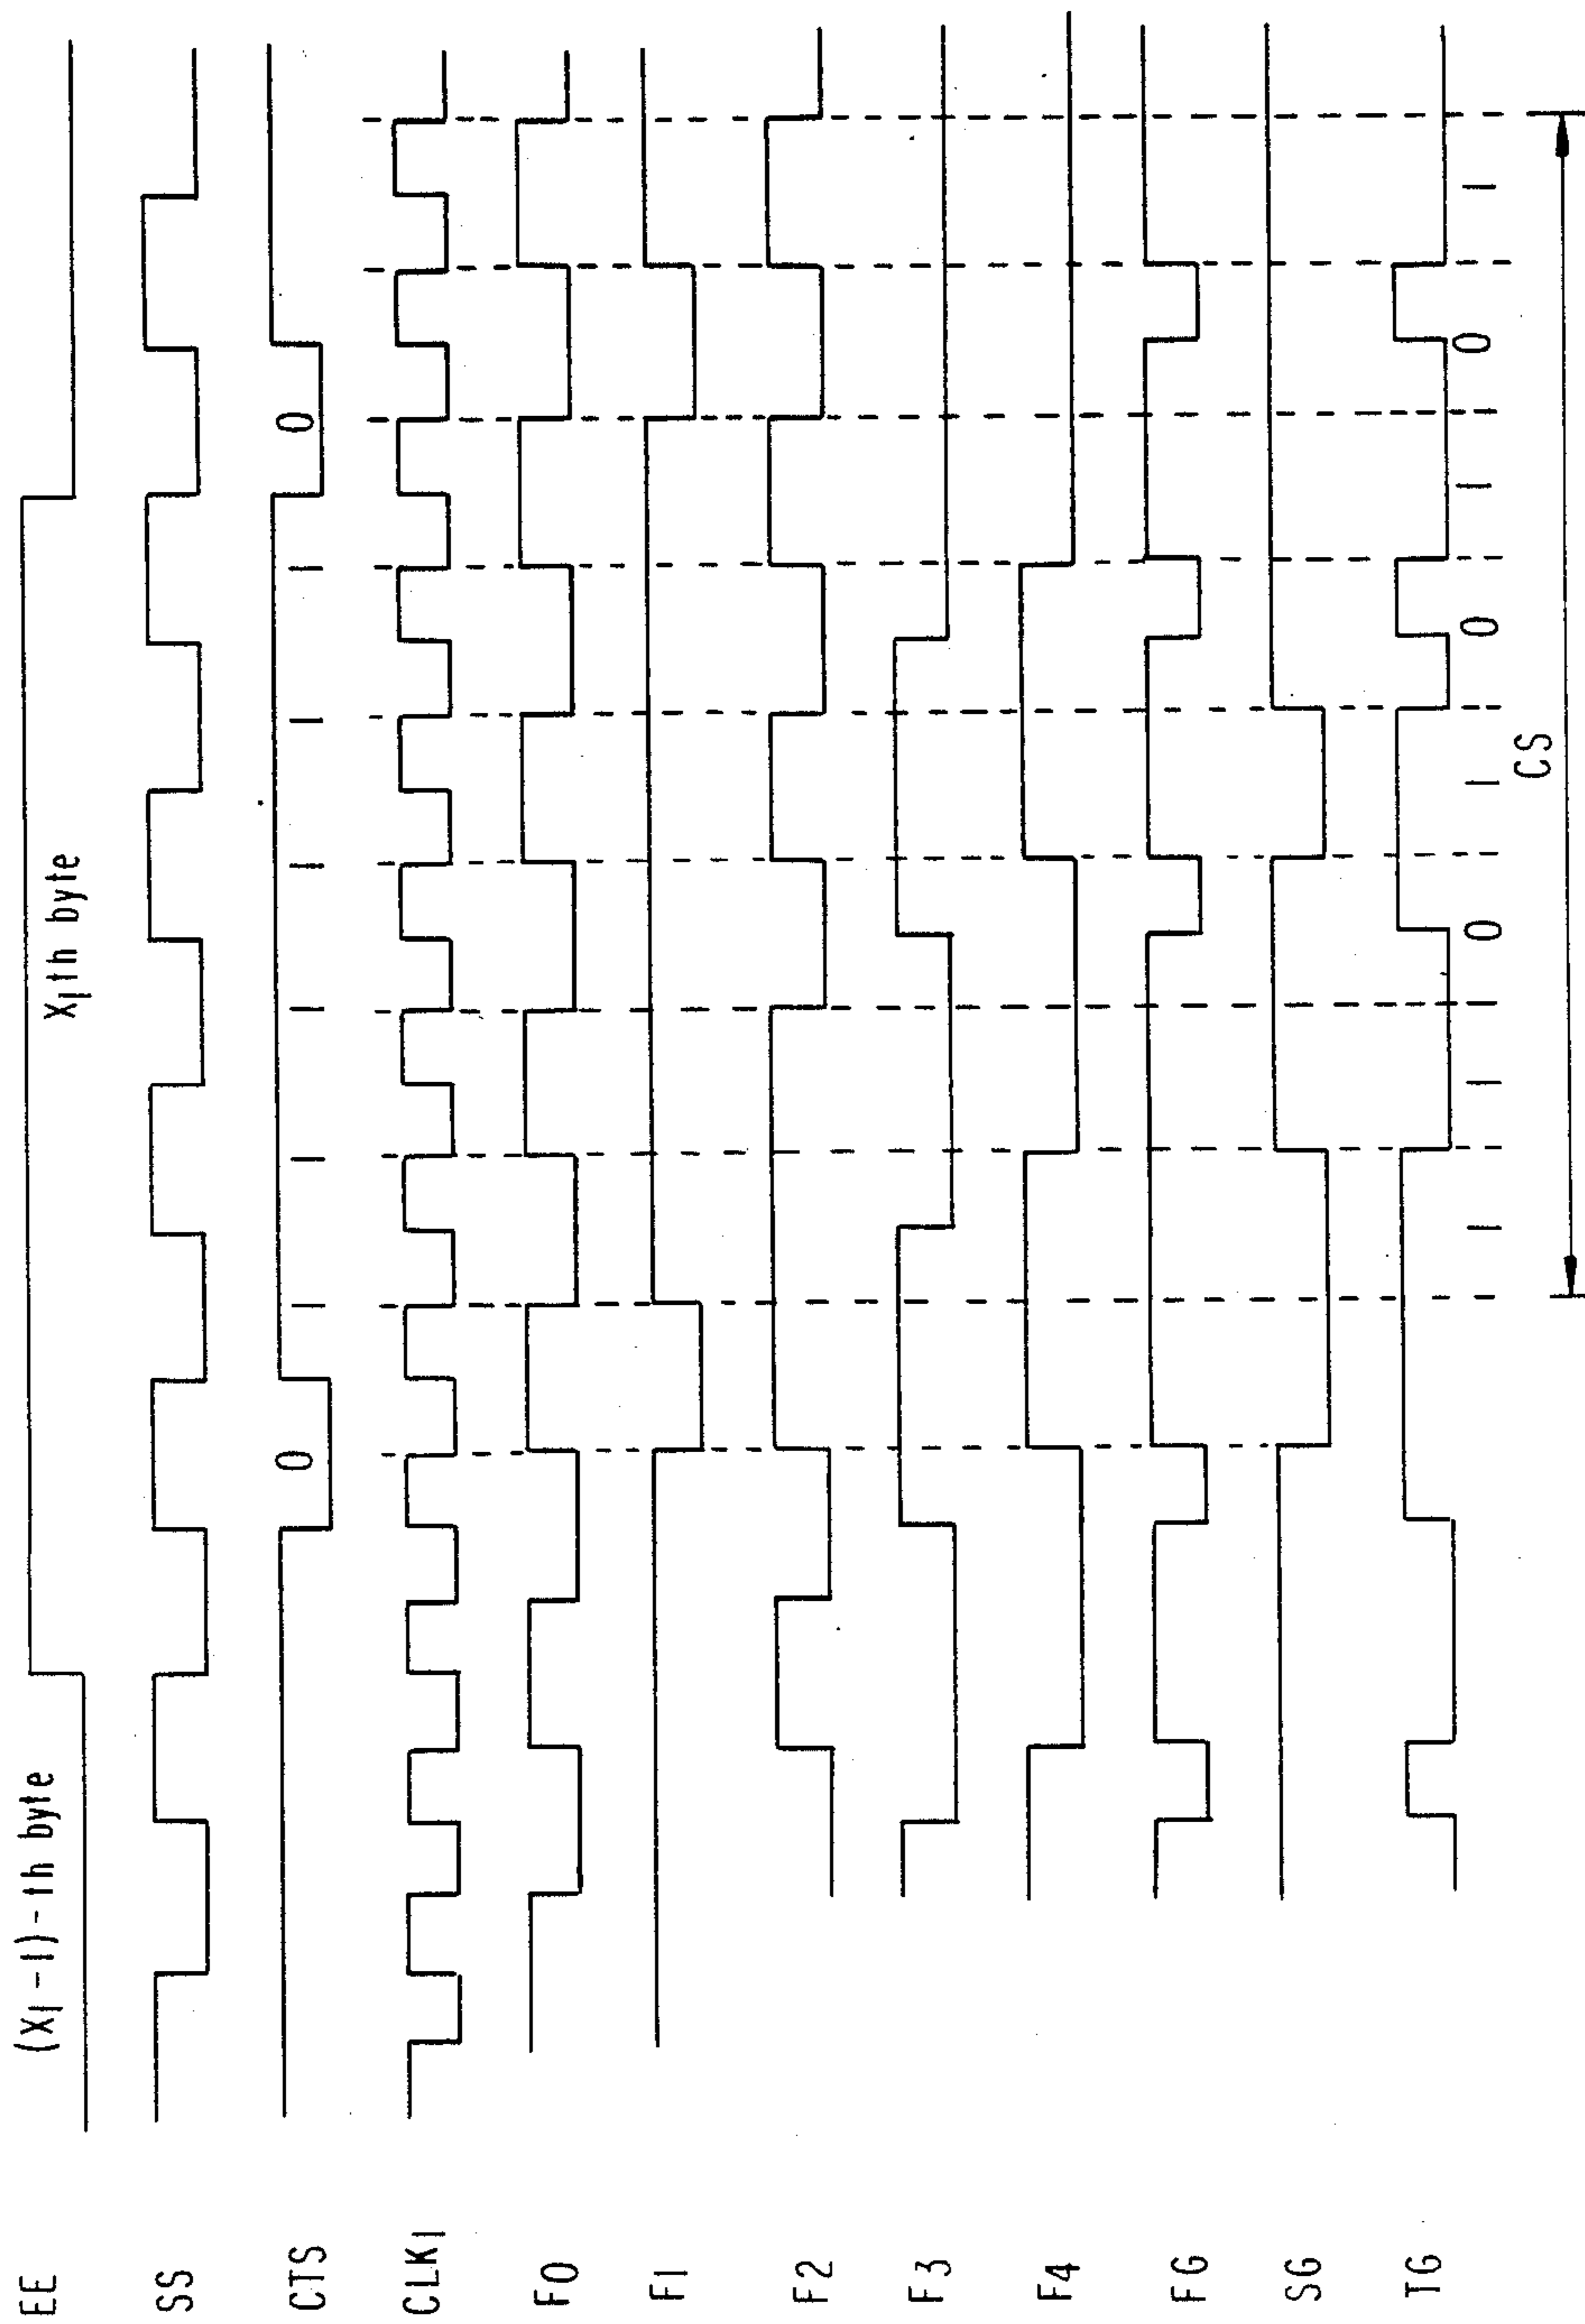 EE (X₁-1)-th byte X₁th byte
SS
CTS 0 1 1 1 1 1 1 0
CLK₁
F0
F1
F2
F3
F4
FG
SG
TG 1 1 0 1 0 1 0 1
CS